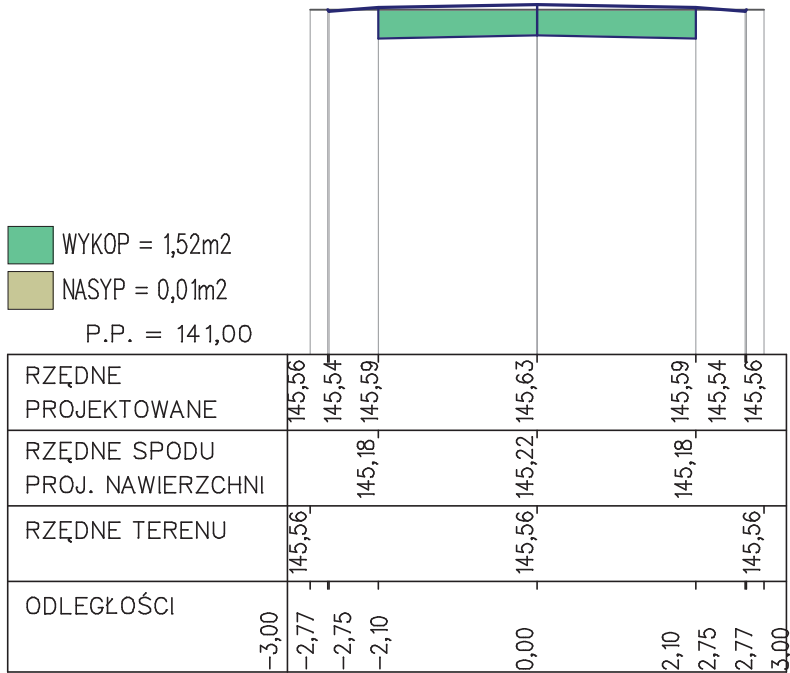 WYKOP = 1,52m2
NASYP = 0,01m2
P.P. = 141,00
RZĘDNE
PROJEKTOWANE
145,56 145,54 145,59 145,63 145,59 145,54 145,56
RZĘDNE SPODU
PROJ. NAWIERZCHNI
145,18 145,22 145,18
RZĘDNE TERENU
145,56 145,56 145,56
ODLEGŁOŚCI
-3,00 -2,77 -2,75 -2,10 0,00 2,10 2,75 2,77 3,00